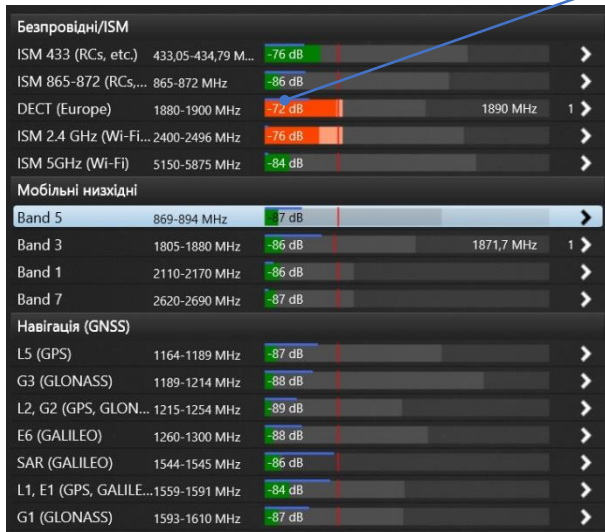 Безпровідні/ISM
ISM 433 (RCs, etc.) 433,05-434,79 M... -76 dB
ISM 865-872 (RCs,... 865-872 MHz -86 dB
DECT (Europe) 1880-1900 MHz -72 dB 1890 MHz 1
ISM 2.4 GHz (Wi-Fi... 2400-2496 MHz -76 dB
ISM 5GHz (Wi-Fi) 5150-5875 MHz -84 dB
Мобільні низхідні
Band 5 869-894 MHz -87 dB
Band 3 1805-1880 MHz -86 dB 1871,7 MHz 1
Band 1 2110-2170 MHz -86 dB
Band 7 2620-2690 MHz -87 dB
Навігація (GNSS)
L5 (GPS) 1164-1189 MHz -87 dB
G3 (GLONASS) 1189-1214 MHz -88 dB
L2, G2 (GPS, GLON... 1215-1254 MHz -89 dB
E6 (GALILEO) 1260-1300 MHz -88 dB
SAR (GALILEO) 1544-1545 MHz -86 dB
L1, E1 (GPS, GALILE... 1559-1591 MHz -84 dB
G1 (GLONASS) 1593-1610 MHz -87 dB